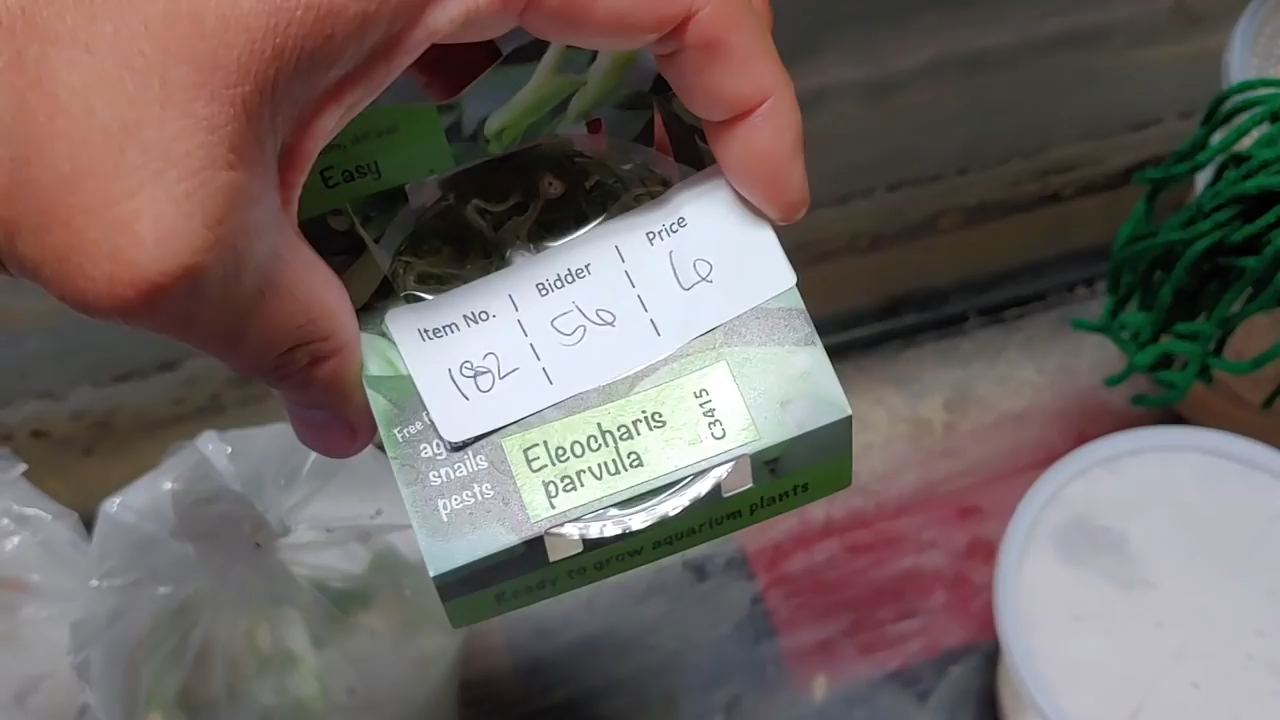 Easy
Item No. Bidder Price
182 56 6
Free
snails
pests
Eleocharis
parvula
C3415
Ready to grow aquarium plants